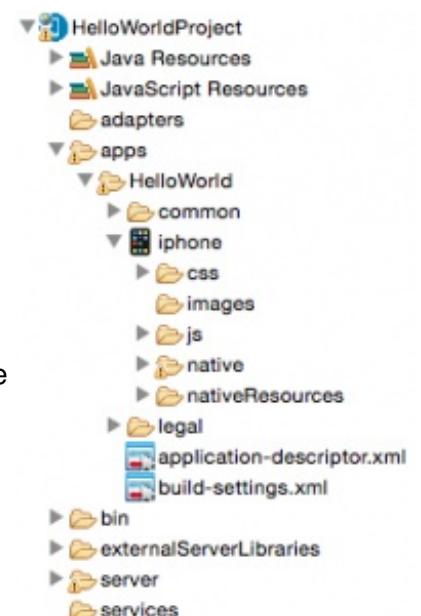 HelloWorldProject
Java Resources
JavaScript Resources
adapters
apps
HelloWorld
common
iphone
css
images
js
e
native
nativeResources
legal
application-descriptor.xml
build-settings.xml
bin
externalServerLibraries
server
services